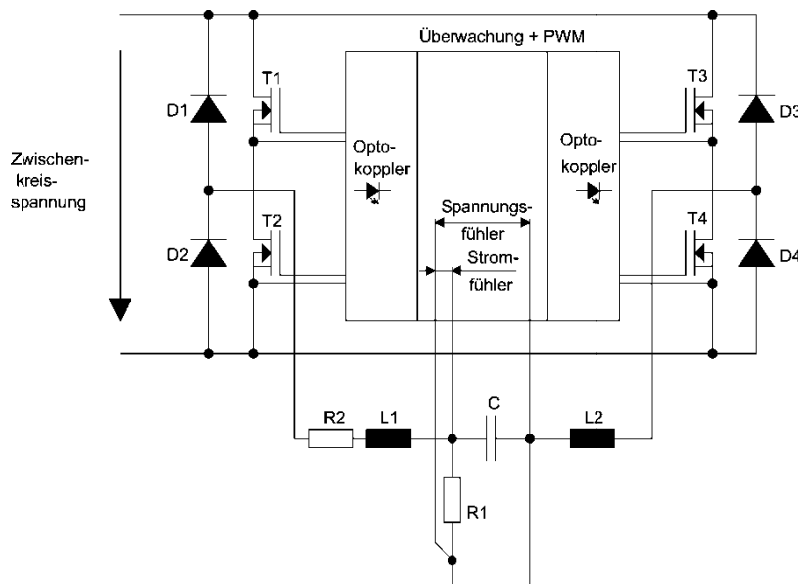 Überwachung + PWM
T1
T3
D1
D3
Opto-
koppler
Opto-
koppler
Zwischen-
kreis-
spannung
T2
Spannungs-
fühler
T4
D2
Strom-
fühler
D4
R2
L1
C
L2
R1